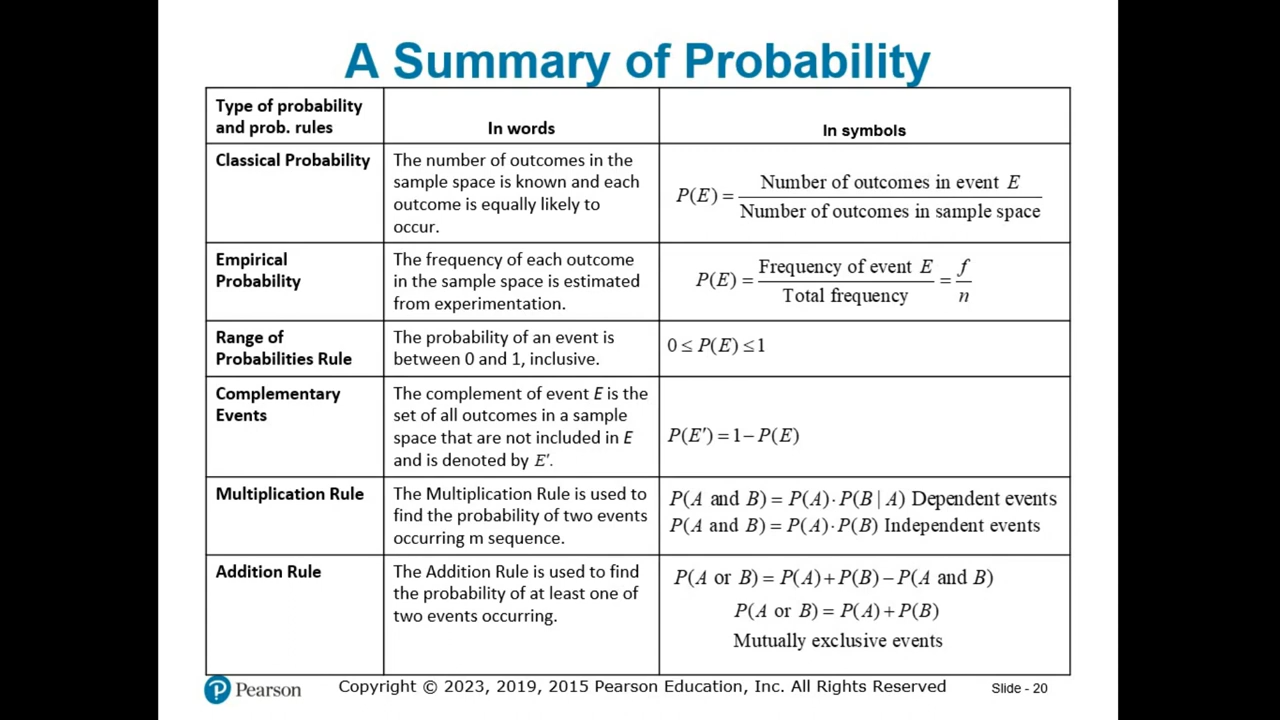 A Summary of Probability
Type of probability
and prob. rules
In words
In symbols
Classical Probability
The number of outcomes in the
sample space is known and each
outcome is equally likely to
occur.
P(E) = Number of outcomes in event E / Number of outcomes in sample space
Empirical
Probability
The frequency of each outcome
in the sample space is estimated
from experimentation.
P(E) = Frequency of event E / Total frequency = f / n
Range of
Probabilities Rule
The probability of an event is
between 0 and 1, inclusive.
0 ≤ P(E) ≤ 1
Complementary
Events
The complement of event E is the
set of all outcomes in a sample
space that are not included in E
and is denoted by E′.
P(E′) = 1 − P(E)
Multiplication Rule
The Multiplication Rule is used to
find the probability of two events
occurring m sequence.
P(A and B) = P(A) · P(B | A) Dependent events
P(A and B) = P(A) · P(B) Independent events
Addition Rule
The Addition Rule is used to find
the probability of at least one of
two events occurring.
P(A or B) = P(A) + P(B) − P(A and B)
P(A or B) = P(A) + P(B)
Mutually exclusive events
P Pearson
Copyright © 2023, 2019, 2015 Pearson Education, Inc. All Rights Reserved
Slide - 20